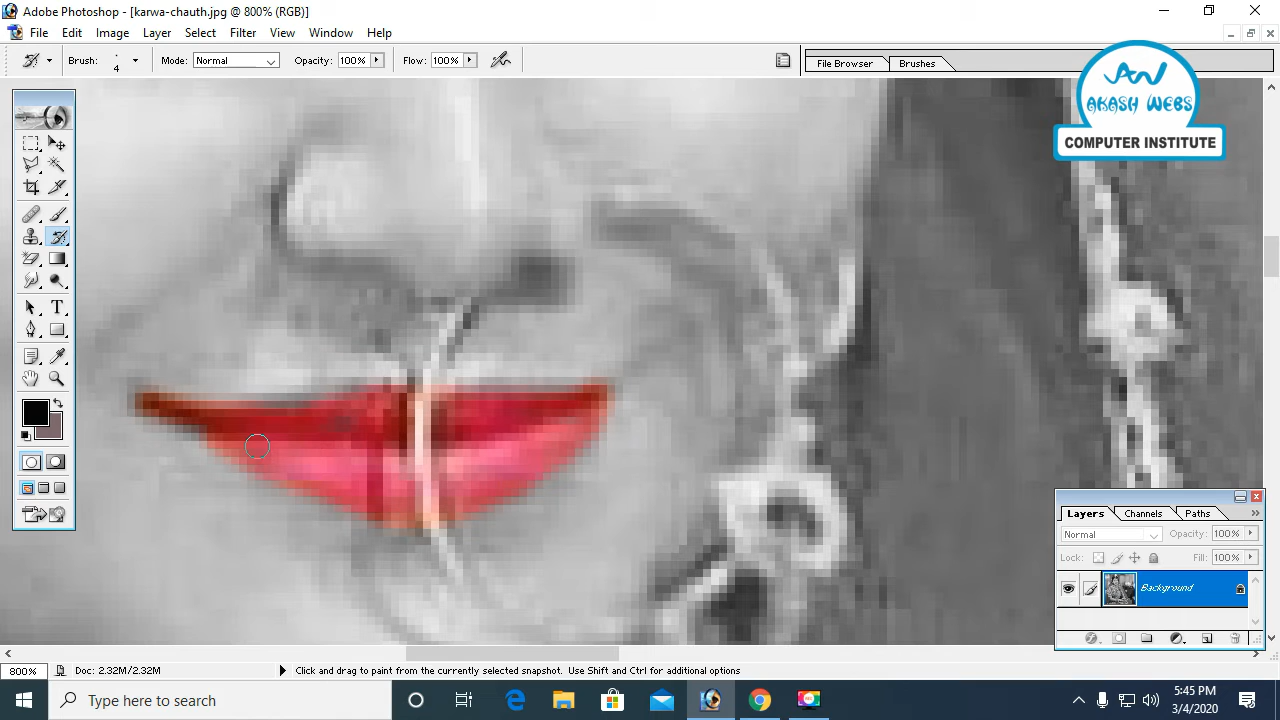 Adobe Photoshop - [karwa-chauth.jpg @ 800% (RGB)]
File Edit Image Layer Select Filter View Window Help
Brush: 4 Mode: Normal Opacity: 100% Flow: 100%
File Browser Brushes
AKASH WEBS
COMPUTER INSTITUTE
Layers Channels Paths
Normal Opacity: 100%
Lock: Fill: 100%
Background
800% Doc: 2.32M/2.32M Click and drag to paint from the currently selected snapshot. Use Shift and Ctrl for additional options
Type here to search
5:45 PM
3/4/2020